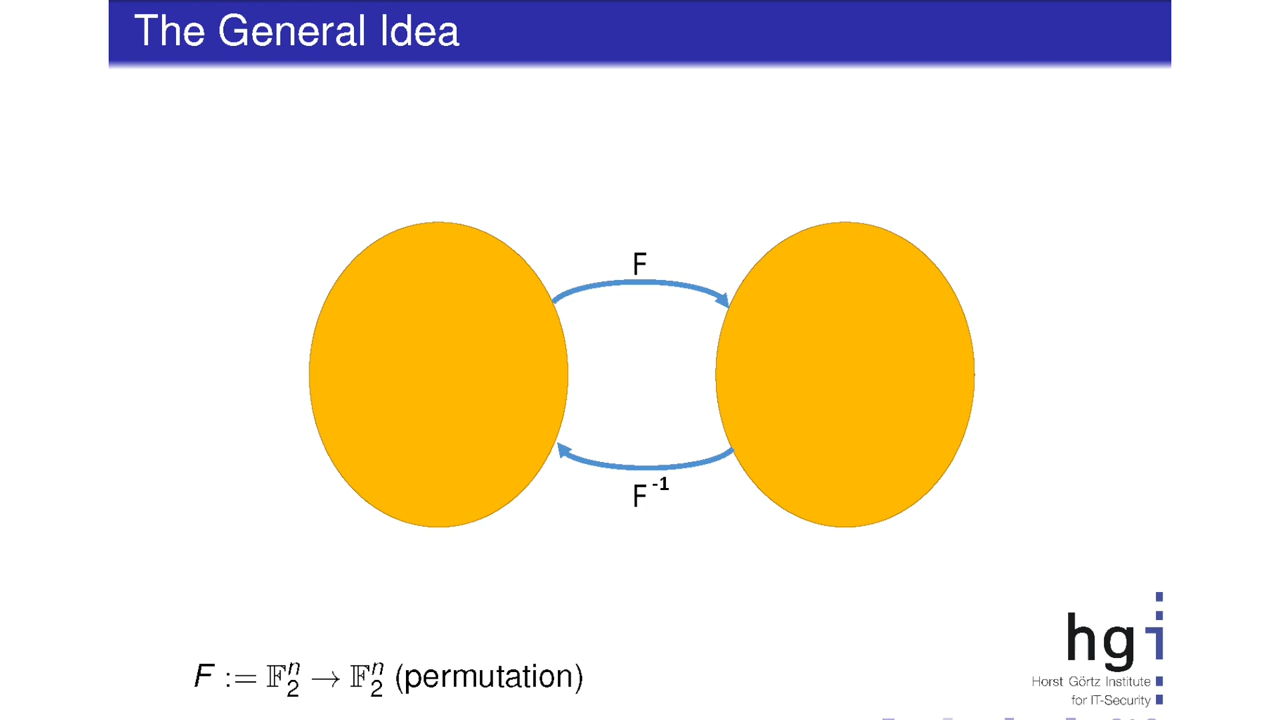 The General Idea
F
F⁻¹
F := 𝔽₂ⁿ → 𝔽₂ⁿ (permutation)
hgi
Horst Görtz Institute
for IT-Security